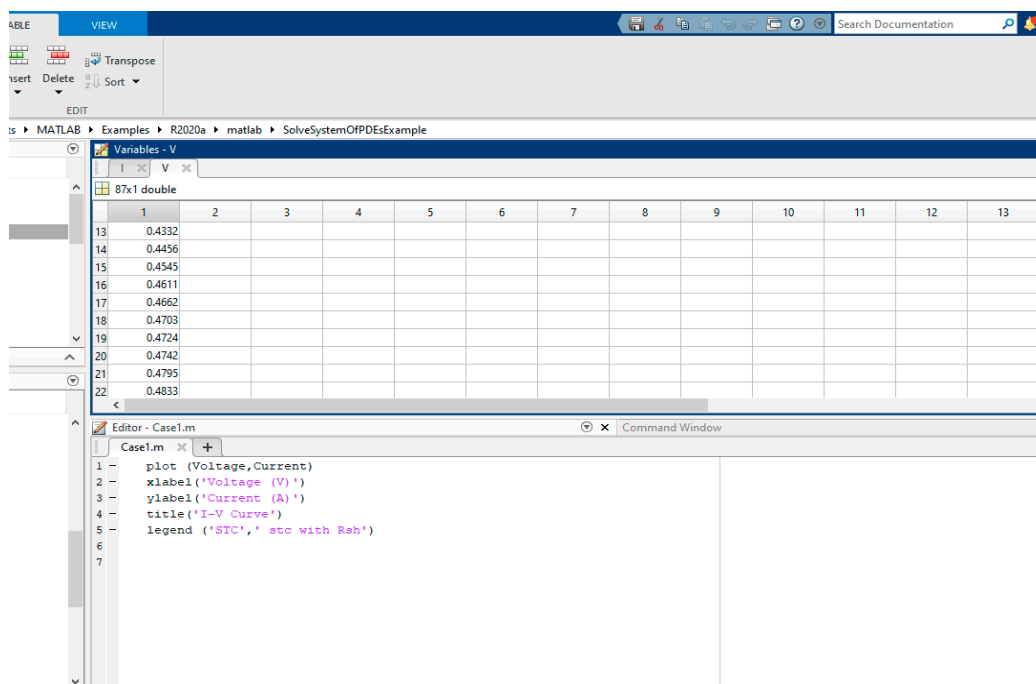 ABLE VIEW Search Documentation
Transpose
nsert Delete Sort
EDIT
ts ▸ MATLAB ▸ Examples ▸ R2020a ▸ matlab ▸ SolveSystemOfPDEsExample
Variables - V
I V
87x1 double
1 2 3 4 5 6 7 8 9 10 11 12 13
13 0.4332
14 0.4456
15 0.4545
16 0.4611
17 0.4662
18 0.4703
19 0.4724
20 0.4742
21 0.4795
22 0.4833
Editor - Case1.m Command Window
Case1.m
1 – plot (Voltage,Current)
2 – xlabel('Voltage (V)')
3 – ylabel('Current (A)')
4 – title('I-V Curve')
5 – legend ('STC',' stc with Rsh')
6
7